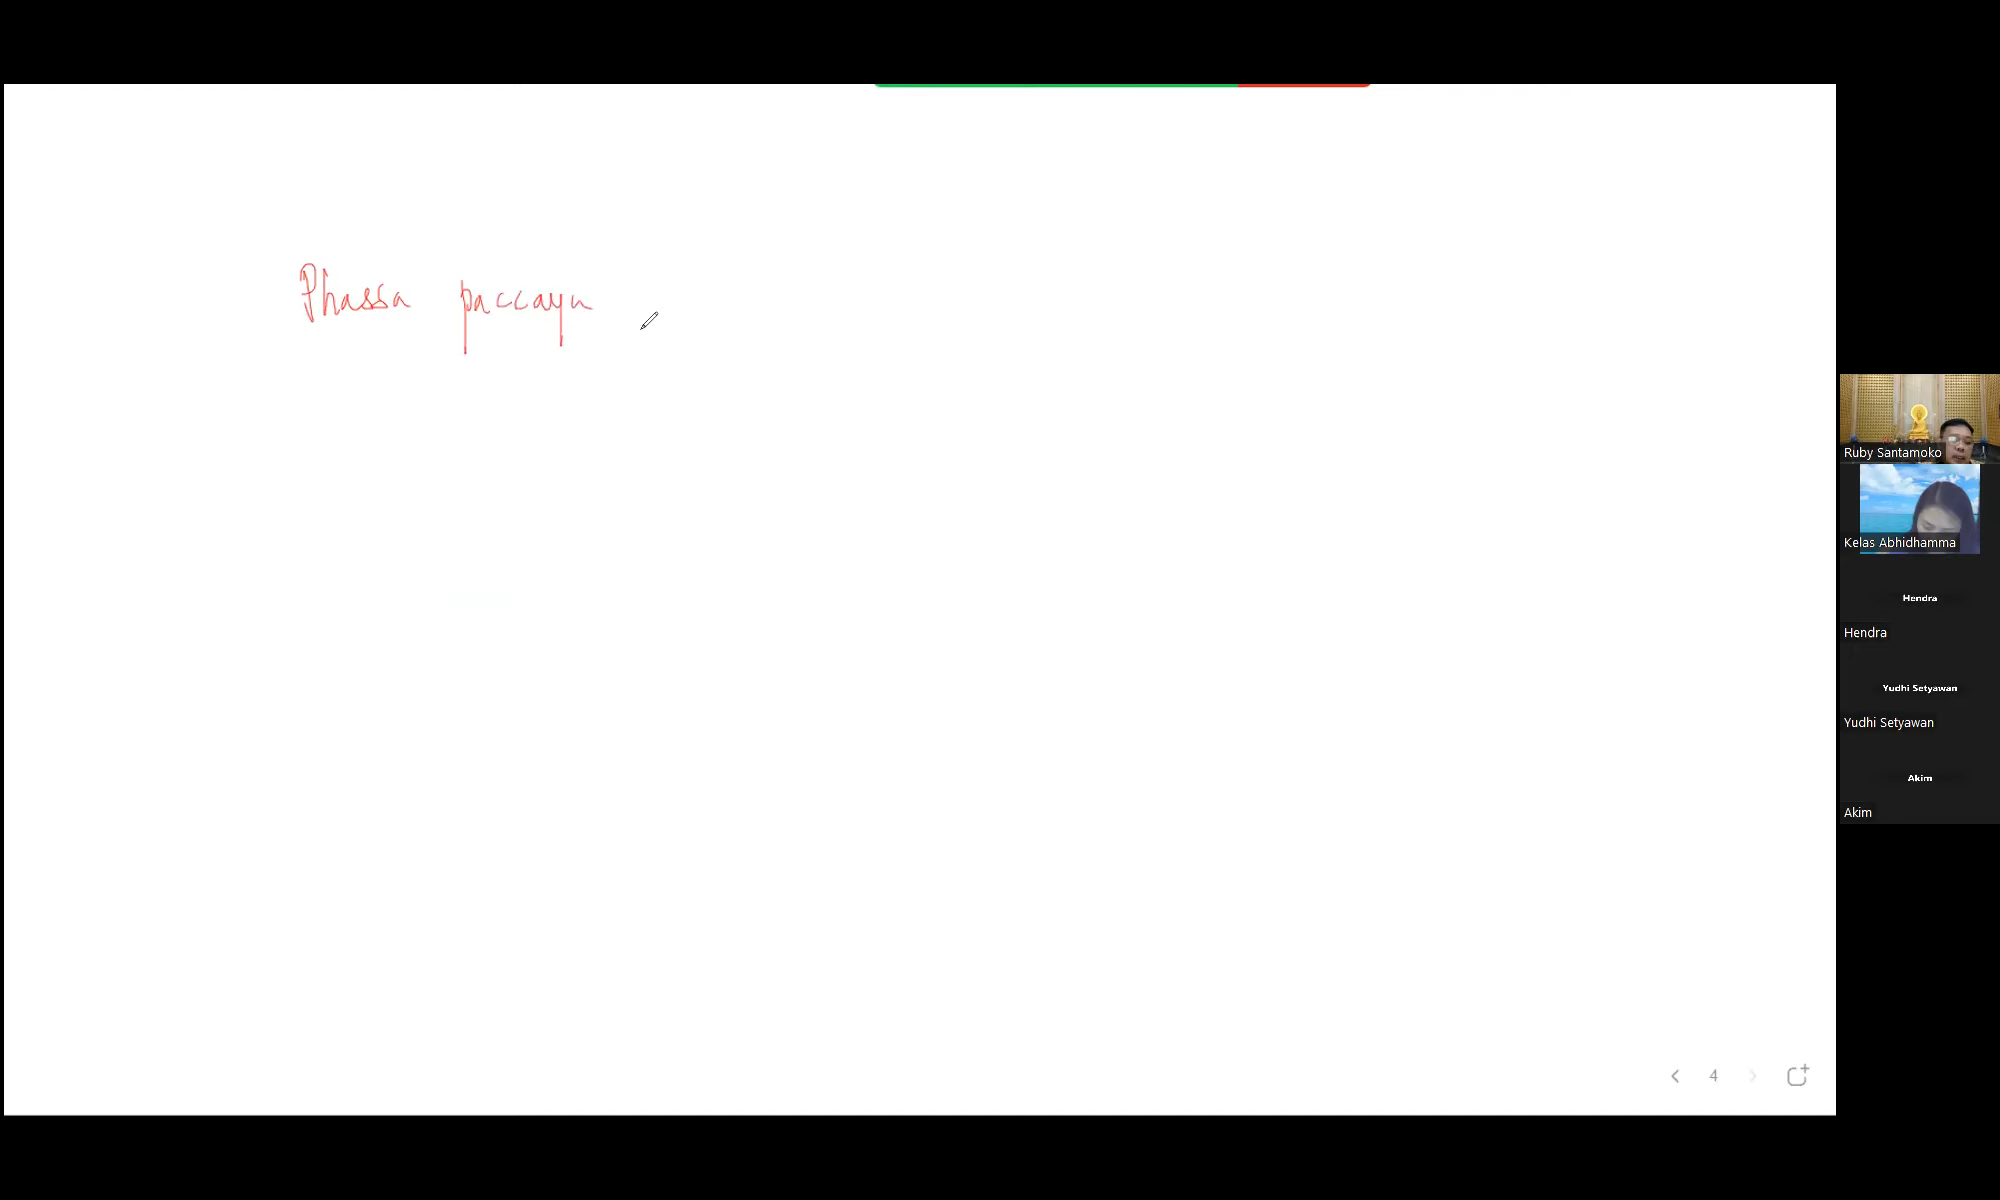 Phassa paccaya
Ruby Santamoko
Kelas Abhidhamma
Hendra
Hendra
Yudhi Setyawan
Yudhi Setyawan
Akim
Akim
4